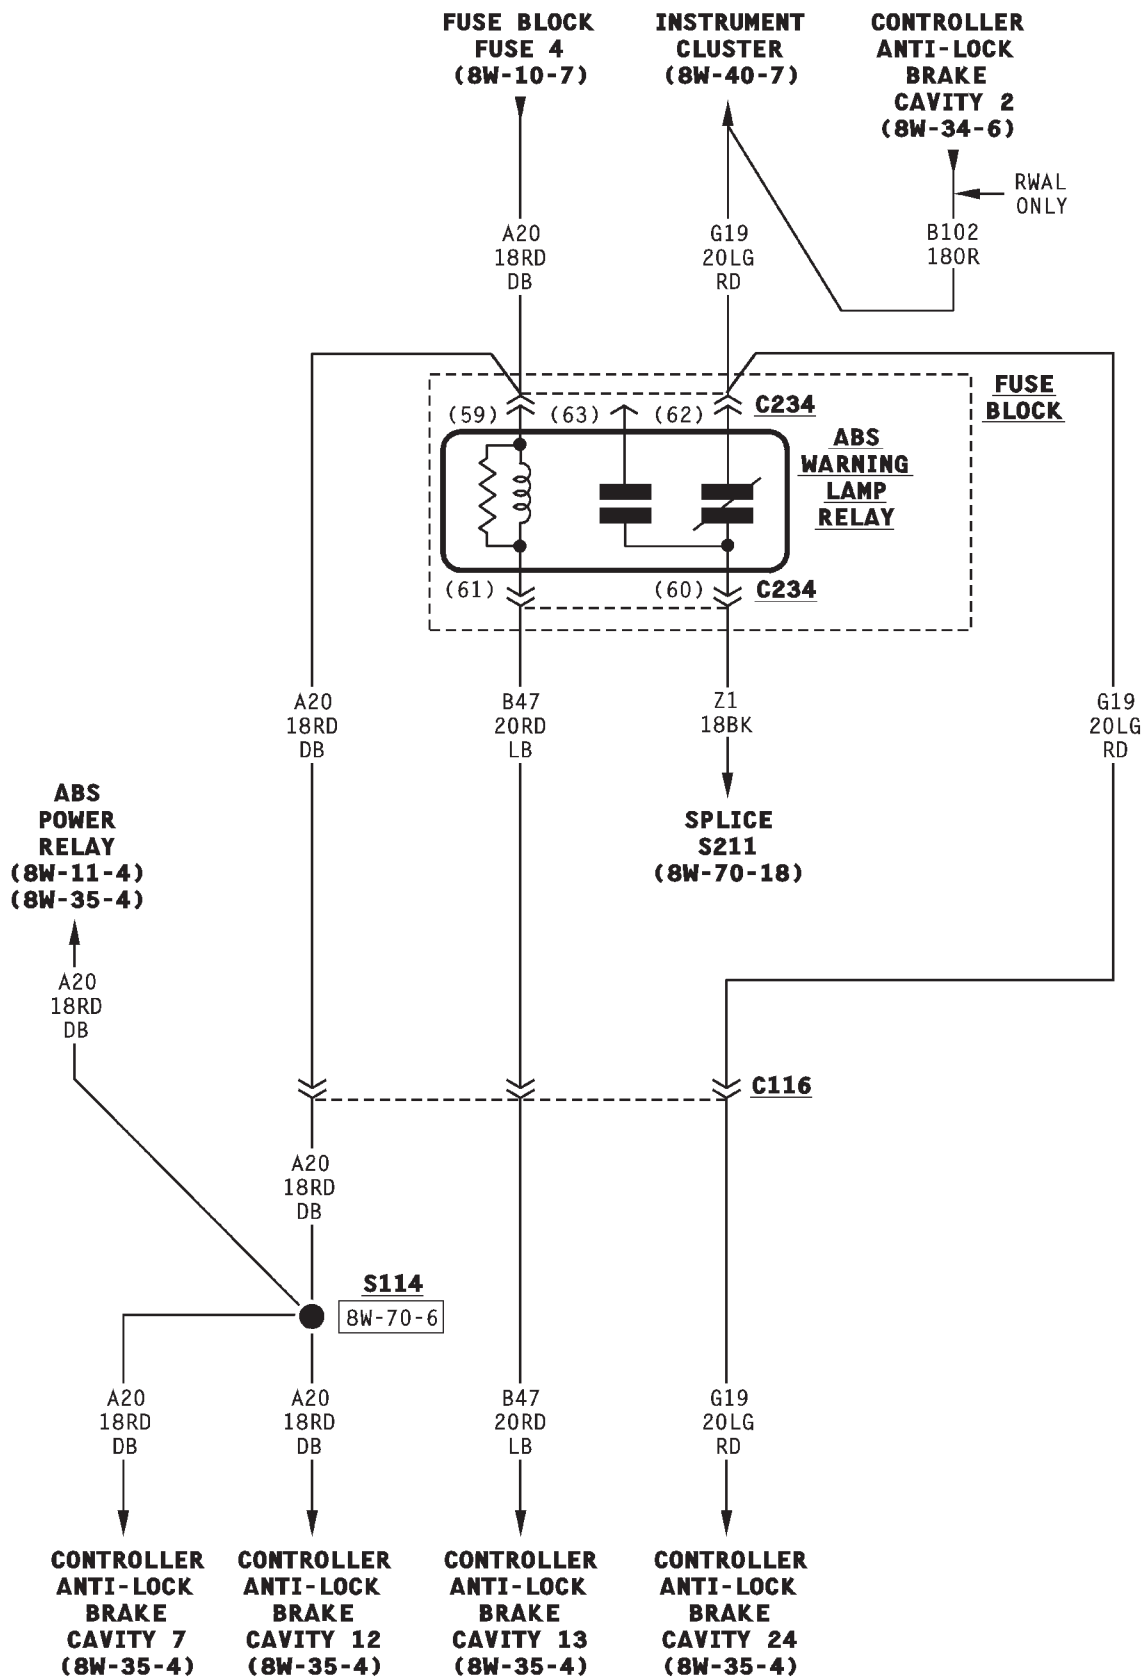 FUSE BLOCK
FUSE 4
(8W-10-7)
INSTRUMENT
CLUSTER
(8W-40-7)
CONTROLLER
ANTI-LOCK
BRAKE
CAVITY 2
(8W-34-6)
RWAL
ONLY
A20
18RD
DB
G19
20LG
RD
B102
18OR
FUSE
BLOCK
(59)
(63)
(62)
C234
ABS
WARNING
LAMP
RELAY
(61)
(60)
C234
A20
18RD
DB
B47
20RD
LB
Z1
18BK
G19
20LG
RD
SPLICE
S211
(8W-70-18)
ABS
POWER
RELAY
(8W-11-4)
(8W-35-4)
A20
18RD
DB
C116
A20
18RD
DB
S114
8W-70-6
A20
18RD
DB
A20
18RD
DB
B47
20RD
LB
G19
20LG
RD
CONTROLLER
ANTI-LOCK
BRAKE
CAVITY 7
(8W-35-4)
CONTROLLER
ANTI-LOCK
BRAKE
CAVITY 12
(8W-35-4)
CONTROLLER
ANTI-LOCK
BRAKE
CAVITY 13
(8W-35-4)
CONTROLLER
ANTI-LOCK
BRAKE
CAVITY 24
(8W-35-4)